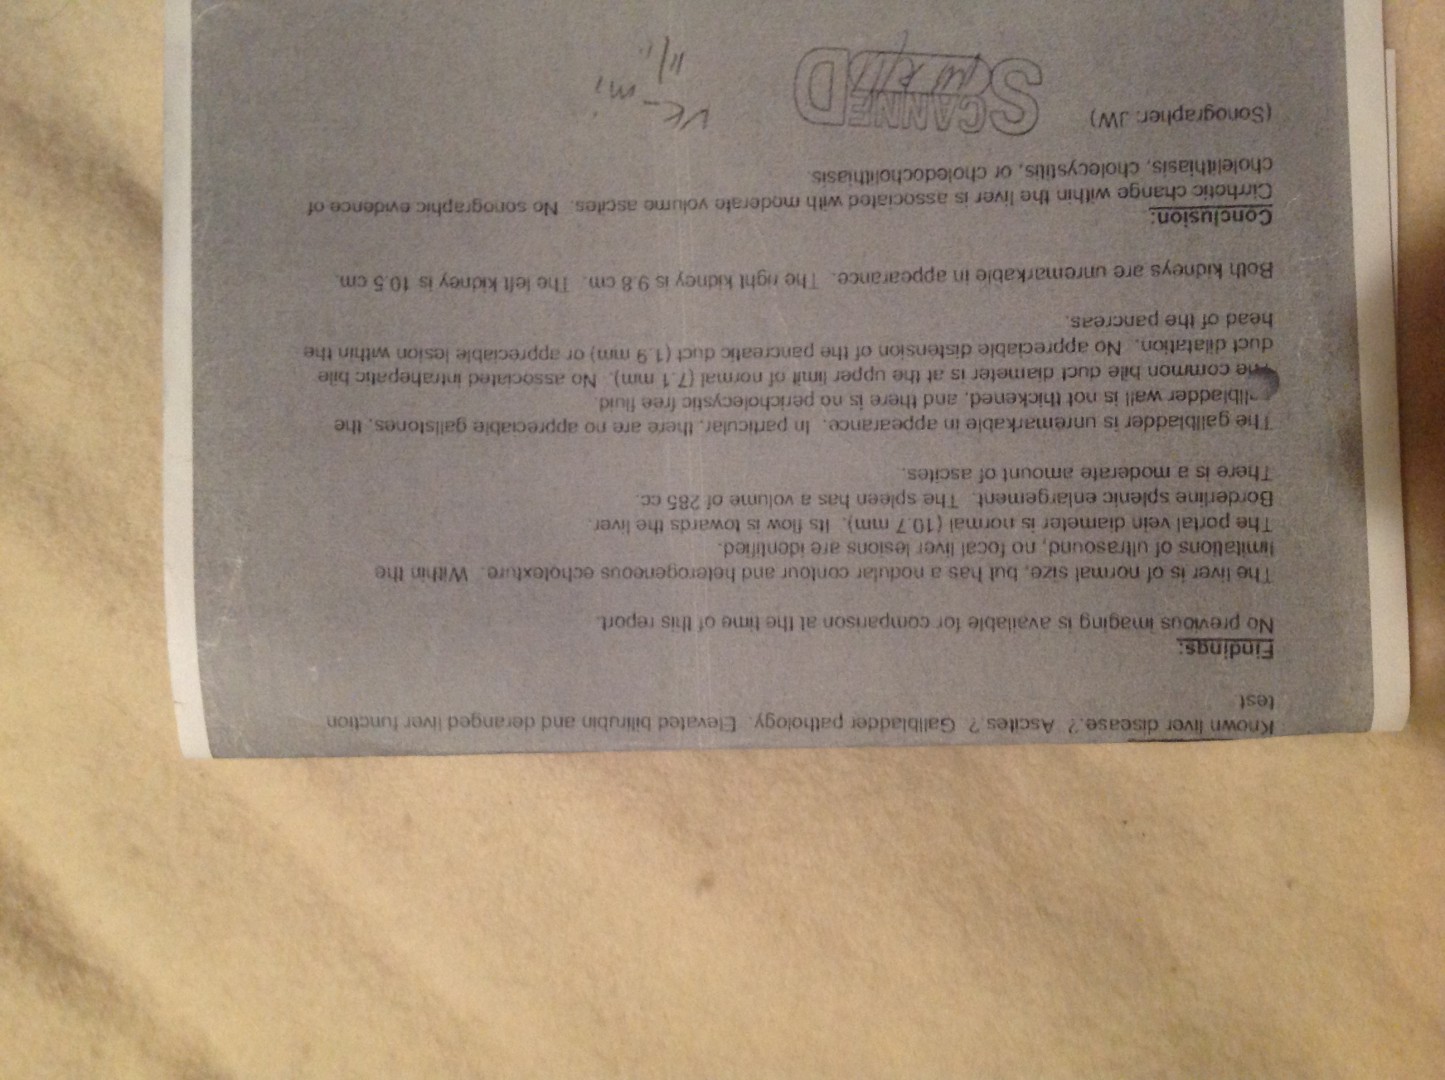 Known liver disease.? Ascites.? Gallbladder pathology. Elevated bilirubin and deranged liver function
test
Findings:
No previous imaging is available for comparison at the time of this report.
The liver is of normal size, but has a nodular contour and heterogeneous echotexture. Within the
limitations of ultrasound, no focal liver lesions are identified.
The portal vein diameter is normal (10.7 mm). Its flow is towards the liver.
Borderline splenic enlargement. The spleen has a volume of 285 cc.
There is a moderate amount of ascites.
The gallbladder is unremarkable in appearance. In particular, there are no appreciable gallstones, the
llbladder wall is not thickened, and there is no pericholecystic free fluid.
The common bile duct diameter is at the upper limit of normal (7.1 mm). No associated intrahepatic bile
duct dilatation. No appreciable distension of the pancreatic duct (1.9 mm) or appreciable lesion within the
head of the pancreas.
Both kidneys are unremarkable in appearance. The right kidney is 9.8 cm. The left kidney is 10.5 cm.
Conclusion:
Cirrhotic change within the liver is associated with moderate volume ascites. No sonographic evidence of
cholelithiasis, cholecystitis, or choledocholithiasis.
(Sonographer: JW)
SCANNED